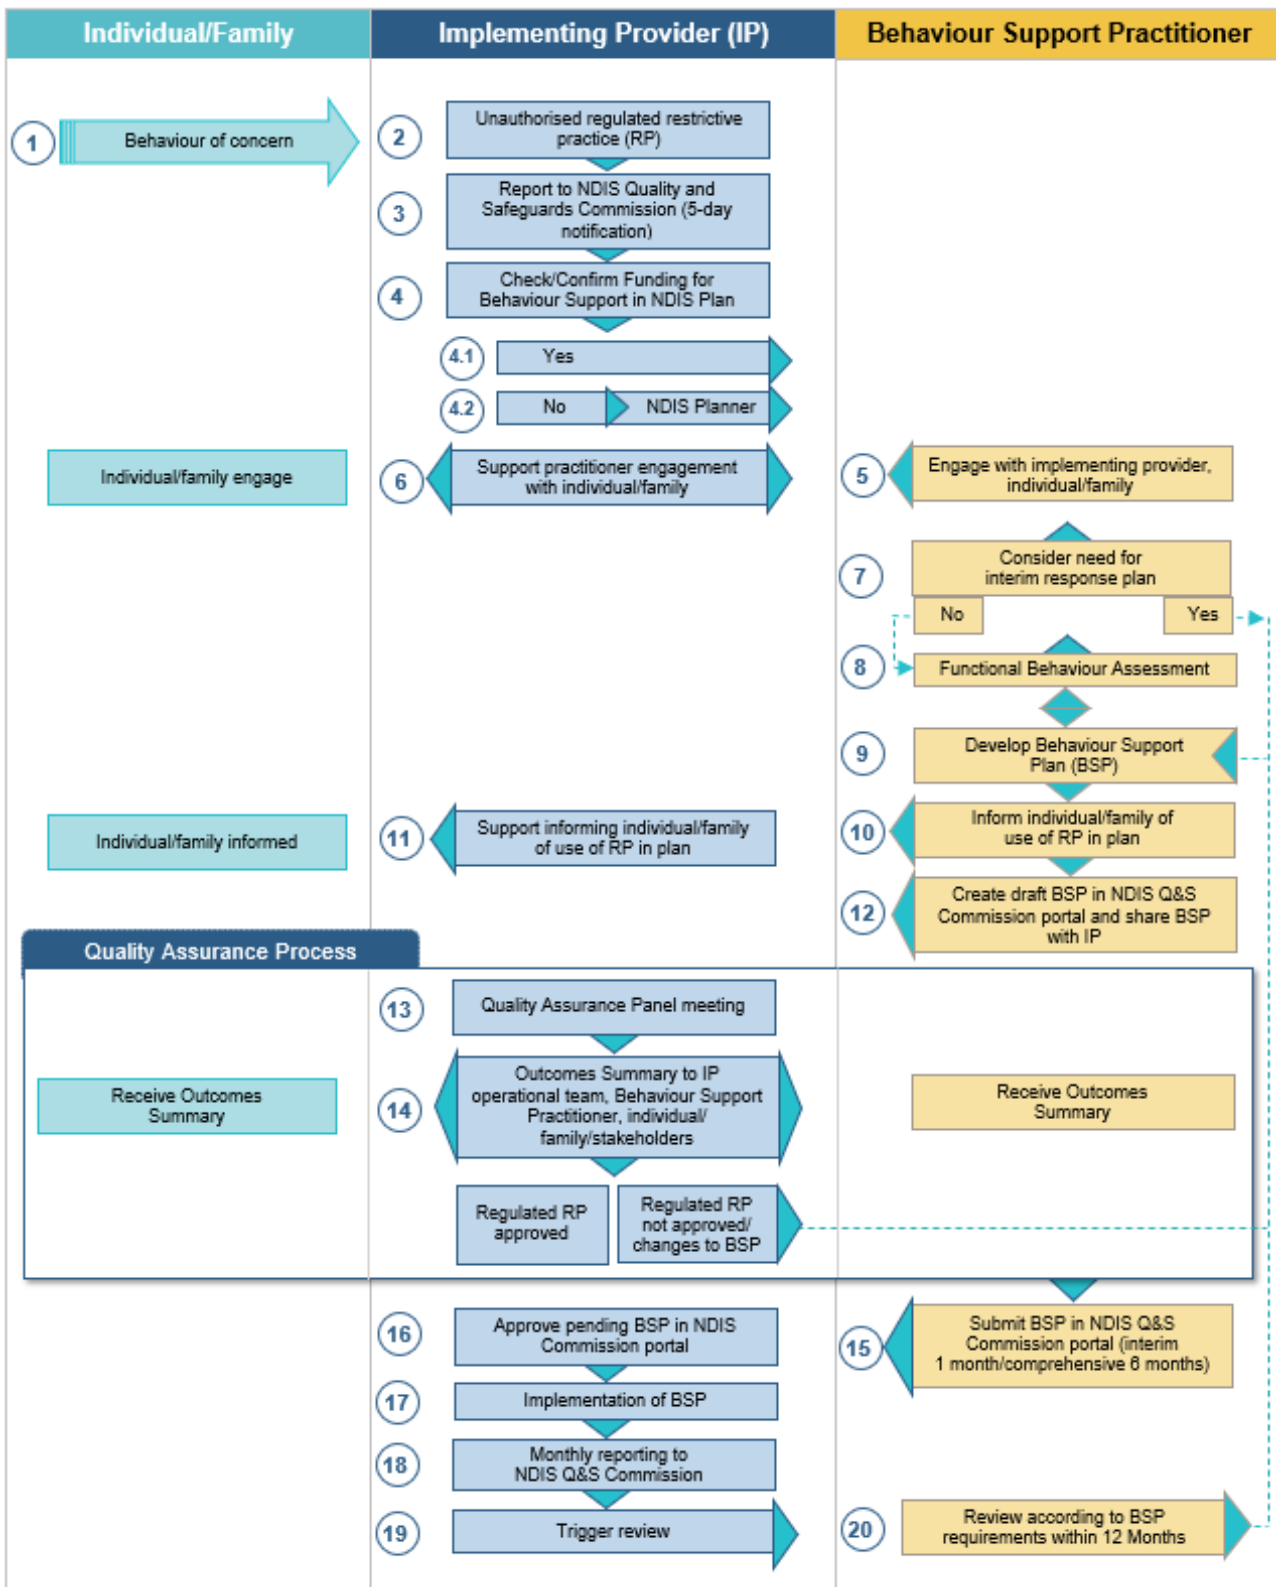 Individual/Family
Implementing Provider (IP)
Behaviour Support Practitioner
1
Behaviour of concern
2
Unauthorised regulated restrictive
practice (RP)
3
Report to NDIS Quality and
Safeguards Commission (5-day
notification)
4
Check/Confirm Funding for
Behaviour Support in NDIS Plan
4.1
Yes
4.2
No
NDIS Planner
Individual/family engage
6
Support practitioner engagement
with individual/family
5
Engage with implementing provider,
individual/family
7
Consider need for
interim response plan
No
Yes
8
Functional Behaviour Assessment
9
Develop Behaviour Support
Plan (BSP)
Individual/family informed
11
Support informing individual/family
of use of RP in plan
10
Inform individual/family of
use of RP in plan
12
Create draft BSP in NDIS Q&S
Commission portal and share BSP
with IP
Quality Assurance Process
13
Quality Assurance Panel meeting
Receive Outcomes
Summary
14
Outcomes Summary to IP
operational team, Behaviour Support
Practitioner, individual/
family/stakeholders
Receive Outcomes
Summary
Regulated RP
approved
Regulated RP
not approved/
changes to BSP
16
Approve pending BSP in NDIS
Commission portal
15
Submit BSP in NDIS Q&S
Commission portal (interim
1 month/comprehensive 6 months)
17
Implementation of BSP
18
Monthly reporting to
NDIS Q&S Commission
19
Trigger review
20
Review according to BSP
requirements within 12 Months